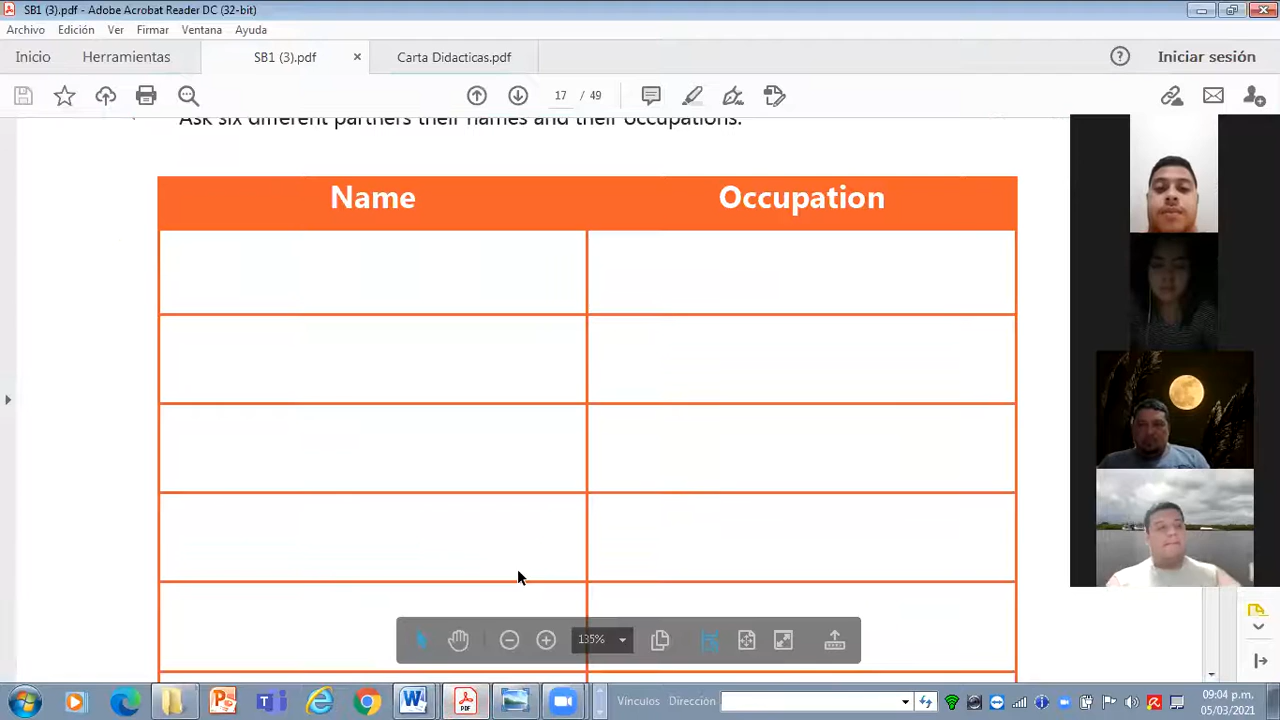 SB1 (3).pdf - Adobe Acrobat Reader DC (32-bit)
Archivo Edición Ver Firmar Ventana Ayuda
Inicio Herramientas SB1 (3).pdf × Carta Didacticas.pdf ? Iniciar sesión
17 / 49
Ask six different partners their names and their occupations.
Name Occupation
135%
Vínculos Dirección
09:04 p.m.
05/03/2021